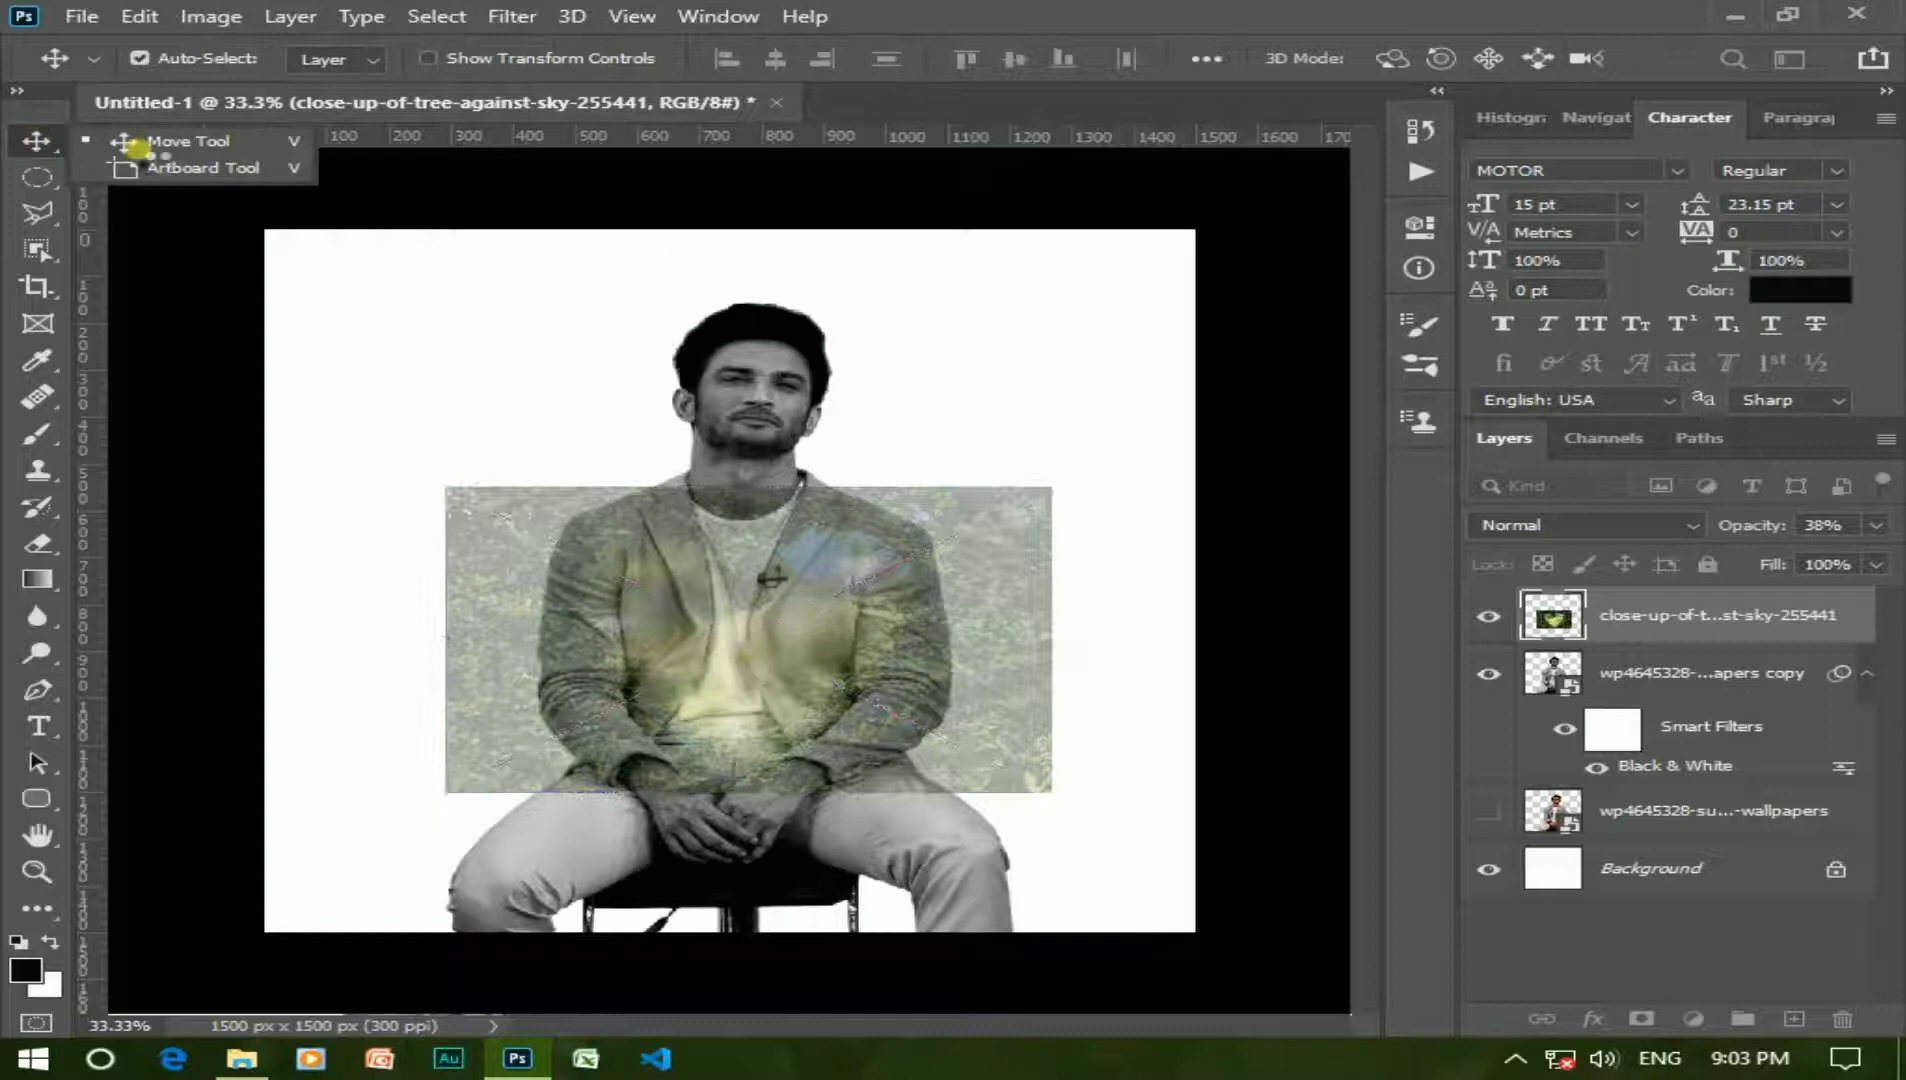 Ps File Edit Image Layer Type Select Filter 3D View Window Help
Auto-Select: Layer Show Transform Controls 3D Mode:
Untitled-1 @ 33.3% (close-up-of-tree-against-sky-255441, RGB/8#) *
Move Tool V
Artboard Tool V
100 200 300 400 500 600 700 800 900 1000 1100 1200 1300 1400 1500 1600 170
Histogr Navigat Character Paragra
MOTOR Regular
15 pt 23.15 pt
Metrics 0
100% 100%
0 pt Color:
English: USA aa Sharp
Layers Channels Paths
Kind
Normal Opacity: 38%
Lock: Fill: 100%
close-up-of-t...st-sky-255441
wp4645328-...apers copy
Smart Filters
Black & White
wp4645328-su...-wallpapers
Background
33.33% 1500 px x 1500 px (300 ppi)
Au Ps ENG 9:03 PM